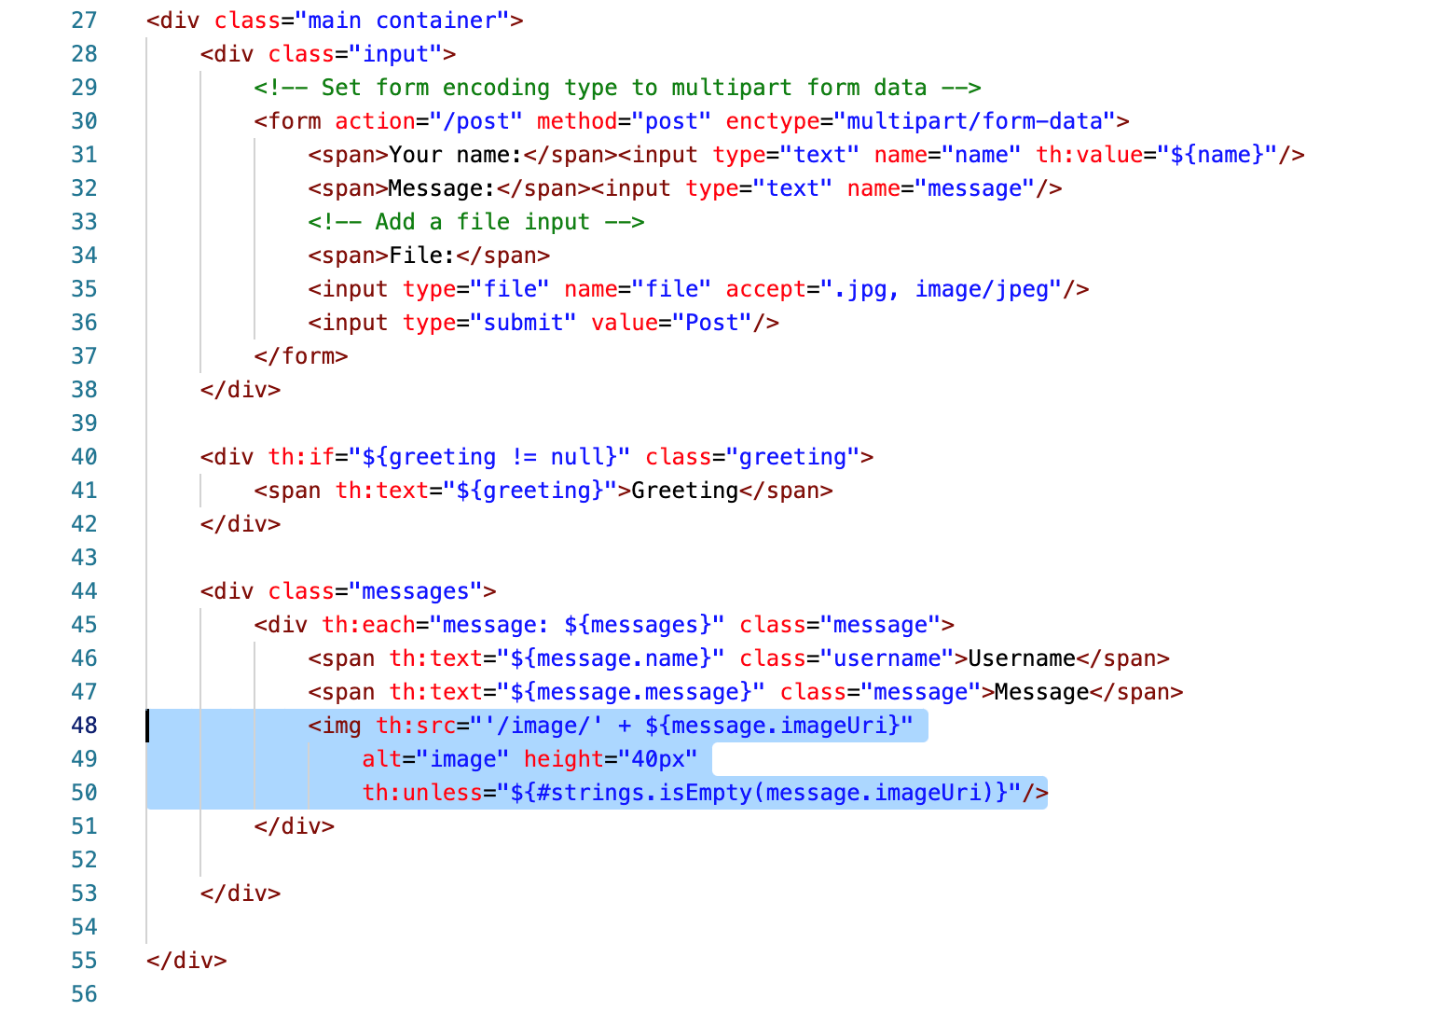 27 <div class="main container">
28     <div class="input">
29         <!-- Set form encoding type to multipart form data -->
30         <form action="/post" method="post" enctype="multipart/form-data">
31             <span>Your name:</span><input type="text" name="name" th:value="${name}"/>
32             <span>Message:</span><input type="text" name="message"/>
33             <!-- Add a file input -->
34             <span>File:</span>
35             <input type="file" name="file" accept=".jpg, image/jpeg"/>
36             <input type="submit" value="Post"/>
37         </form>
38     </div>
39
40     <div th:if="${greeting != null}" class="greeting">
41         <span th:text="${greeting}">Greeting</span>
42     </div>
43
44     <div class="messages">
45         <div th:each="message: ${messages}" class="message">
46             <span th:text="${message.name}" class="username">Username</span>
47             <span th:text="${message.message}" class="message">Message</span>
48             <img th:src="'/image/' + ${message.imageUri}"
49                 alt="image" height="40px"
50                 th:unless="${#strings.isEmpty(message.imageUri)}"/>
51         </div>
52
53     </div>
54
55 </div>
56